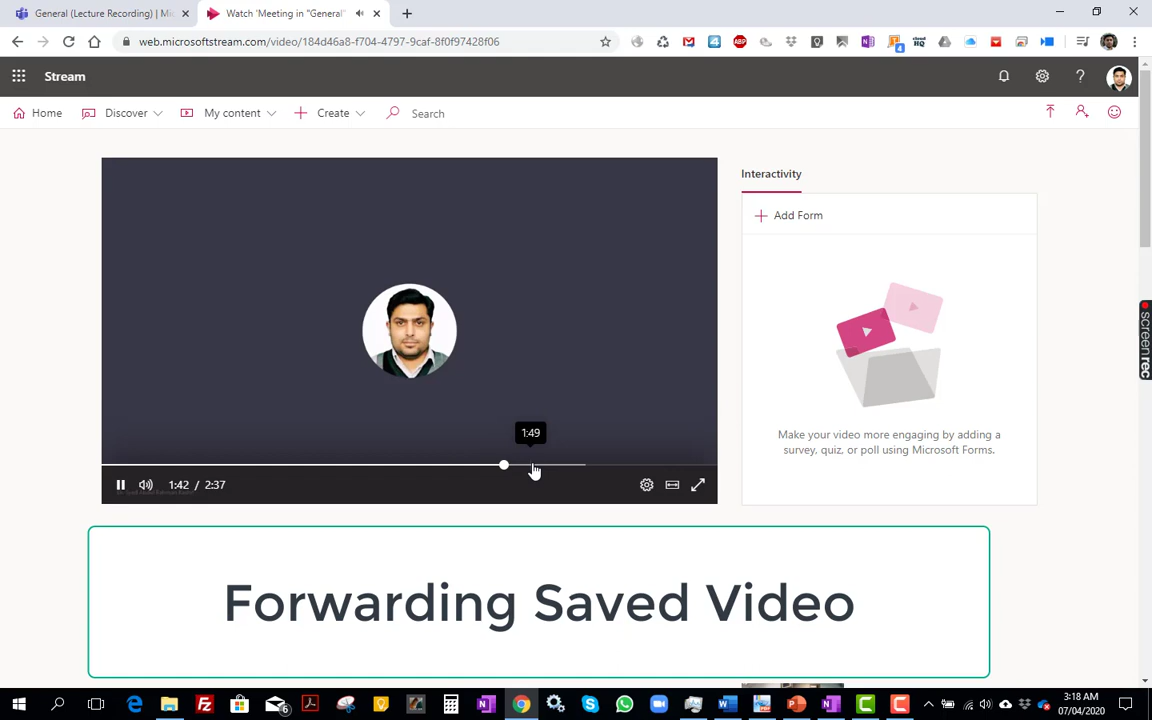 General (Lecture Recording) | Mic
Watch 'Meeting in "General"'
web.microsoftstream.com/video/184d46a8-f704-4797-9caf-8f0f97428f06
Stream
Home
Discover
My content
Create
Search
Interactivity
Add Form
Make your video more engaging by adding a
survey, quiz, or poll using Microsoft Forms.
1:49
1:42 / 2:37
Forwarding Saved Video
screenrec
3:18 AM
07/04/2020